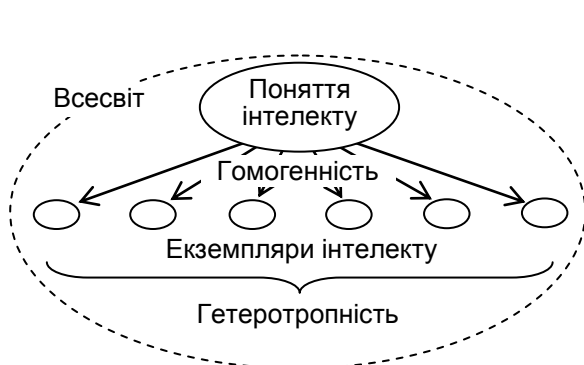 Всесвіт
Поняття
інтелекту
Гомогенність
Екземпляри інтелекту
Гетеротропність